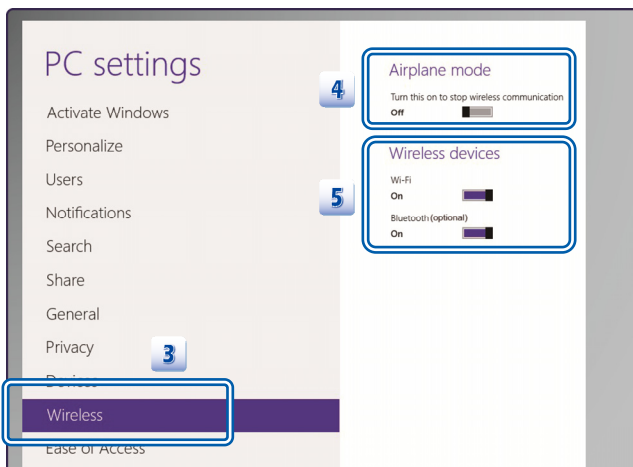 PC settings
Activate Windows
Personalize
Users
Notifications
Search
Share
General
Privacy
3
Devices
Wireless
Ease of Access
4
Airplane mode
Turn this on to stop wireless communication
Off
5
Wireless devices
Wi-Fi
On
Bluetooth (optional)
On